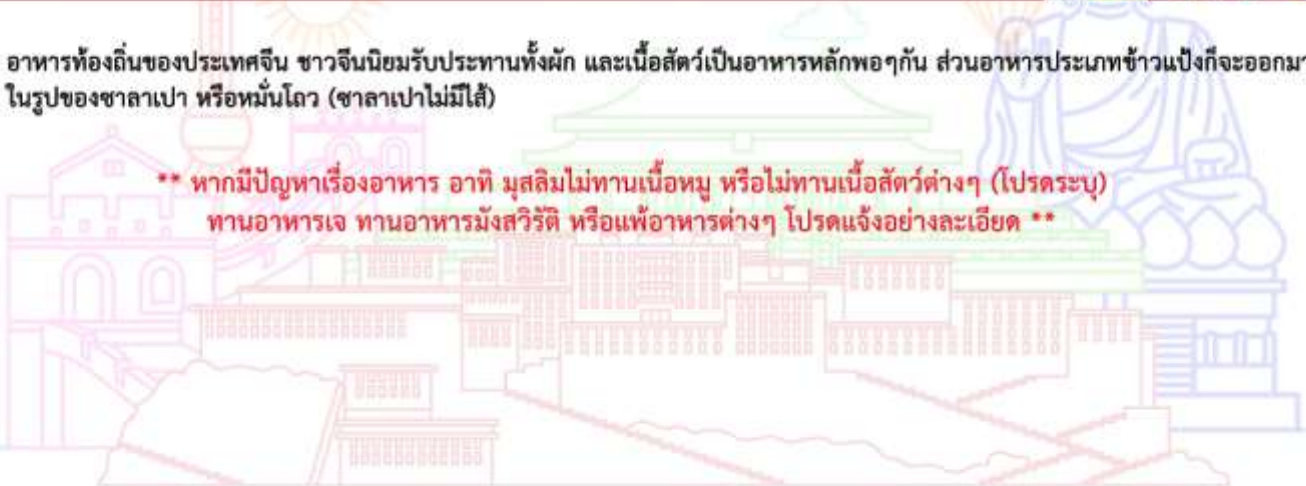 อาหารท้องถิ่นของประเทศจีน ชาวจีนนิยมรับประทานทั้งผัก และเนื้อสัตว์เป็นอาหารหลักพอๆกัน ส่วนอาหารประเภทข้าวแป้งก็จะออกมา
ในรูปของซาลาเปา หรือหมั่นโถว (ซาลาเปาไม่มีไส้)
** หากมีปัญหาเรื่องอาหาร อาทิ มุสลิมไม่ทานเนื้อหมู หรือไม่ทานเนื้อสัตว์ต่างๆ (โปรดระบุ)
ทานอาหารเจ ทานอาหารมังสวิรัติ หรือแพ้อาหารต่างๆ โปรดแจ้งอย่างละเอียด **